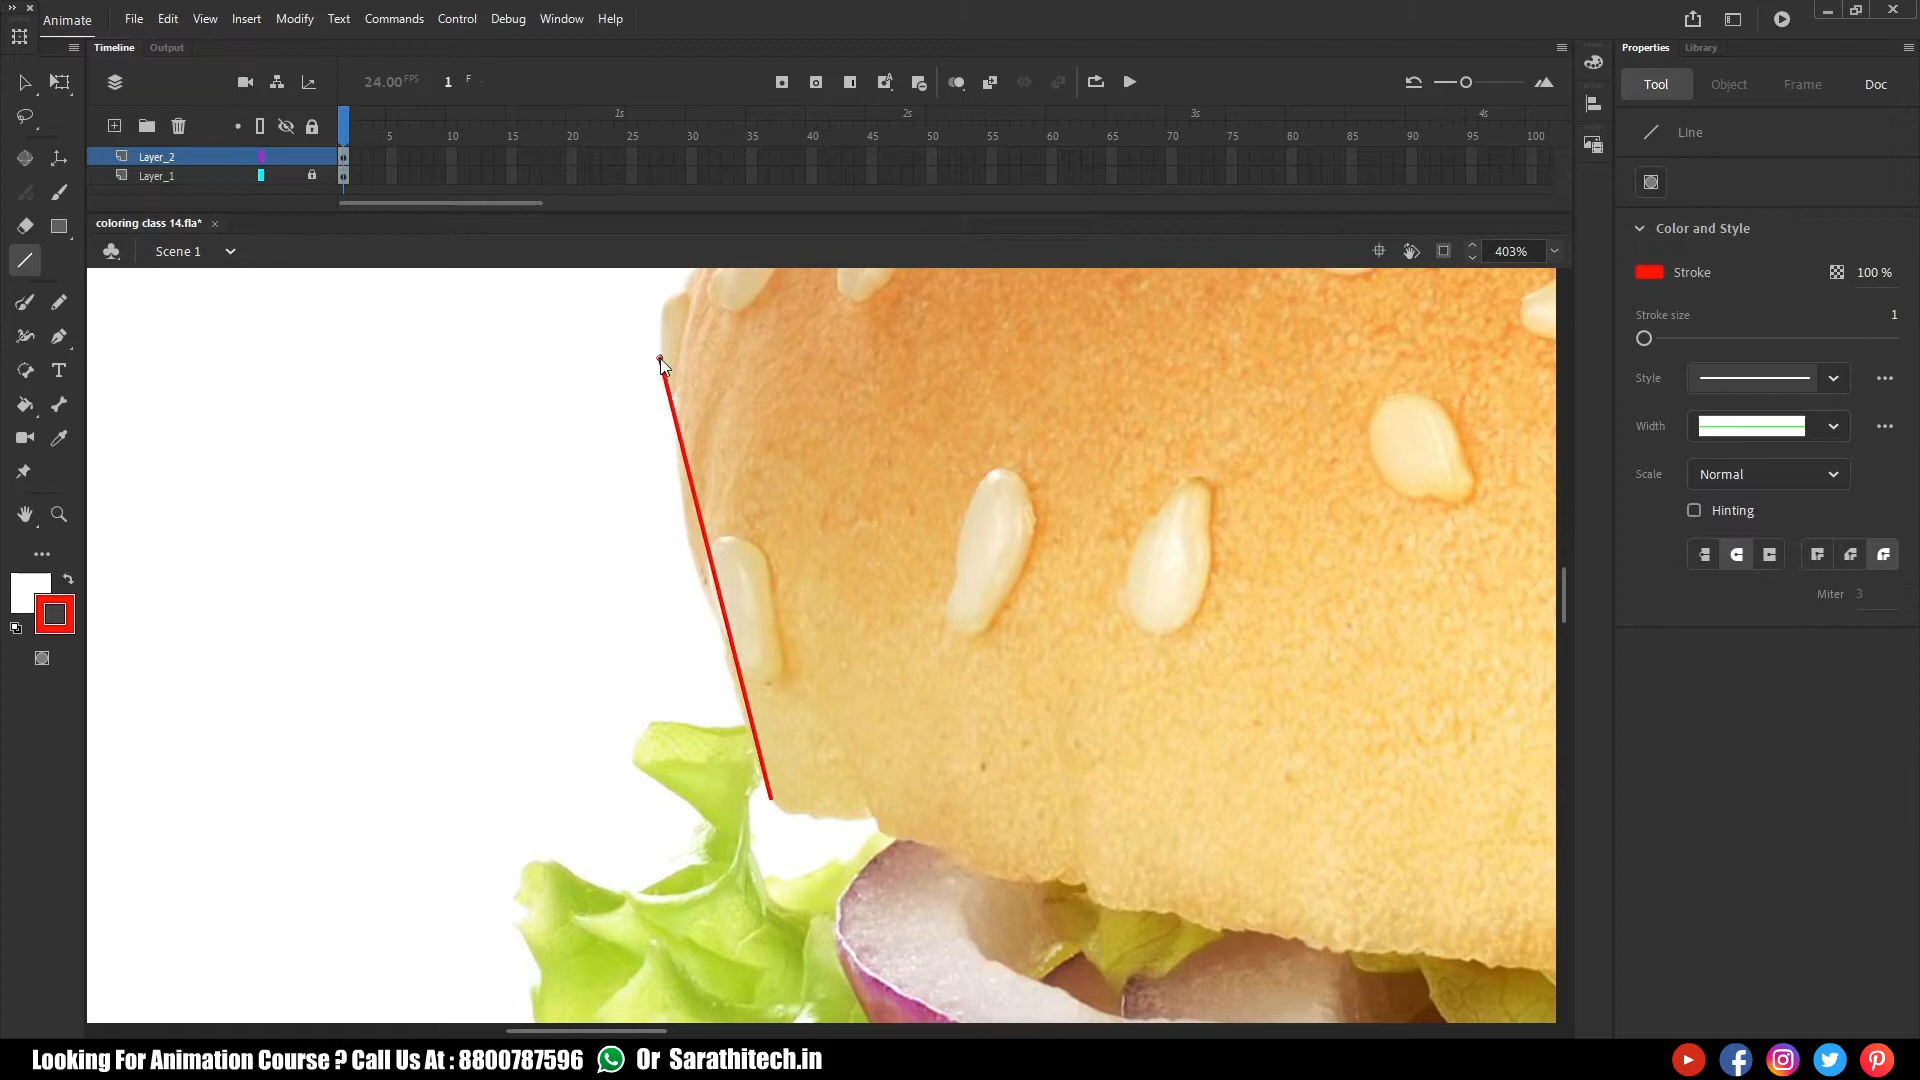 Animate File Edit View Insert Modify Text Commands Control Debug Window Help
Timeline Output
24.00 FPS 1 F
1s 2s 3s 4s
5 10 15 20 25 30 35 40 45 50 55 60 65 70 75 80 85 90 95 100
Layer_2
Layer_1
coloring class 14.fla*
Scene 1
403%
Properties Library
Tool Object Frame Doc
Line
Color and Style
Stroke 100 %
Stroke size 1
Style
Width
Scale Normal
Hinting
Miter 3
Looking For Animation Course ? Call Us At : 8800787596 Or Sarathitech.in